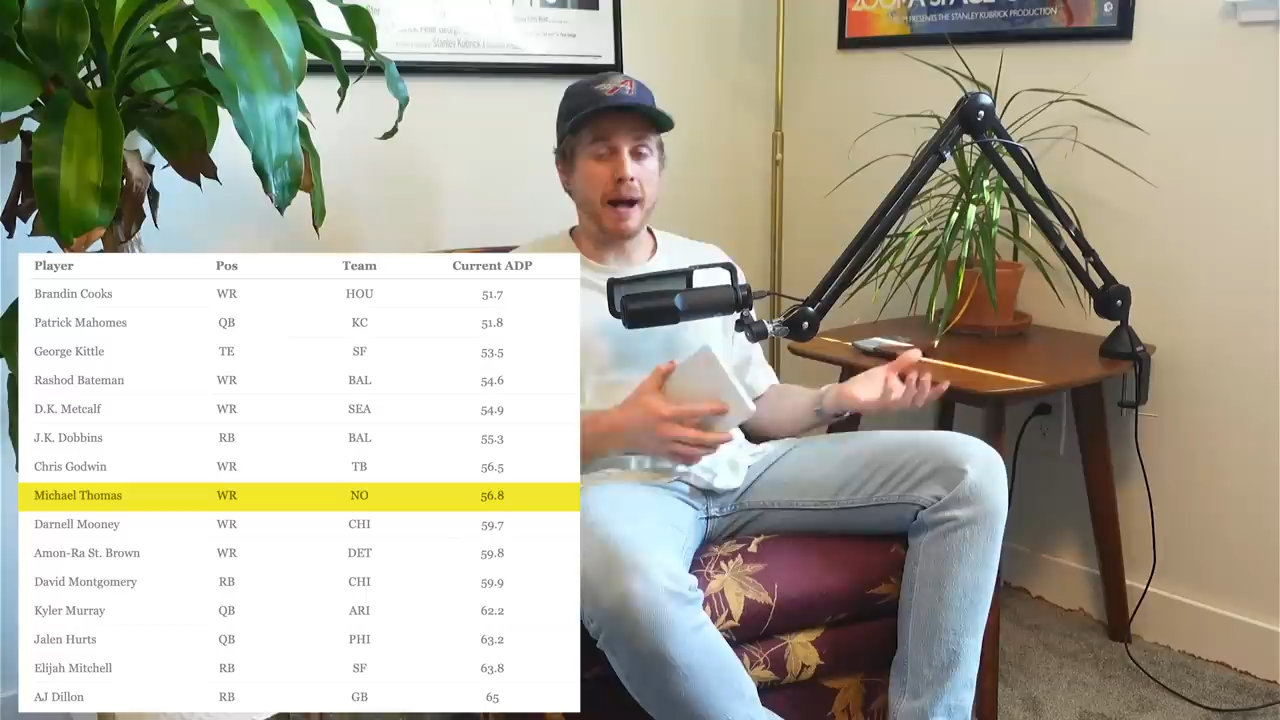 Stanley Kubrick
PRESENTS THE STANLEY KUBRICK PRODUCTION
Player Pos Team Current ADP
Brandin Cooks WR HOU 51.7
Patrick Mahomes QB KC 51.8
George Kittle TE SF 53.5
Rashod Bateman WR BAL 54.6
D.K. Metcalf WR SEA 54.9
J.K. Dobbins RB BAL 55.3
Chris Godwin WR TB 56.5
Michael Thomas WR NO 56.8
Darnell Mooney WR CHI 59.7
Amon-Ra St. Brown WR DET 59.8
David Montgomery RB CHI 59.9
Kyler Murray QB ARI 62.2
Jalen Hurts QB PHI 63.2
Elijah Mitchell RB SF 63.8
AJ Dillon RB GB 65